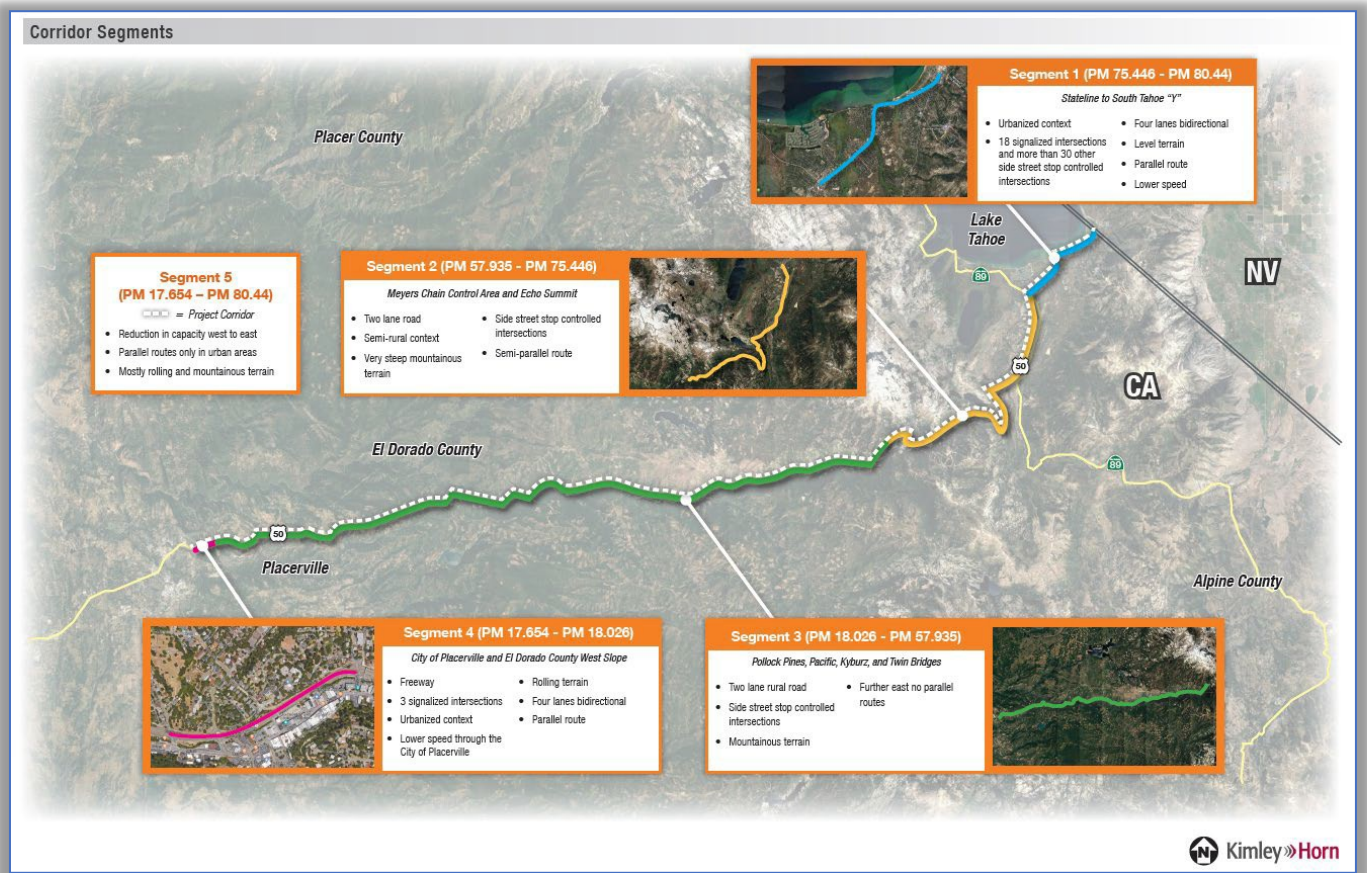 Corridor Segments
Segment 1 (PM 75.446 - PM 80.44)
Stateline to South Tahoe “Y”
• Urbanized context
• 18 signalized intersections
and more than 30 other
side street stop controlled
intersections
• Four lanes bidirectional
• Level terrain
• Parallel route
• Lower speed
Placer County
Lake
Tahoe
89
NV
Segment 5
(PM 17.654 – PM 80.44)
= Project Corridor
• Reduction in capacity west to east
• Parallel routes only in urban areas
• Mostly rolling and mountainous terrain
Segment 2 (PM 57.935 - PM 75.446)
Meyers Chain Control Area and Echo Summit
• Two lane road
• Semi-rural context
• Very steep mountainous
terrain
• Side street stop controlled
intersections
• Semi-parallel route
50
CA
El Dorado County
89
50
Placerville
Alpine County
Segment 4 (PM 17.654 - PM 18.026)
City of Placerville and El Dorado County West Slope
• Freeway
• 3 signalized intersections
• Urbanized context
• Lower speed through the
City of Placerville
• Rolling terrain
• Four lanes bidirectional
• Parallel route
Segment 3 (PM 18.026 - PM 57.935)
Pollock Pines, Pacific, Kyburz, and Twin Bridges
• Two lane rural road
• Side street stop controlled
intersections
• Mountainous terrain
• Further east no parallel
routes
N
Kimley»Horn